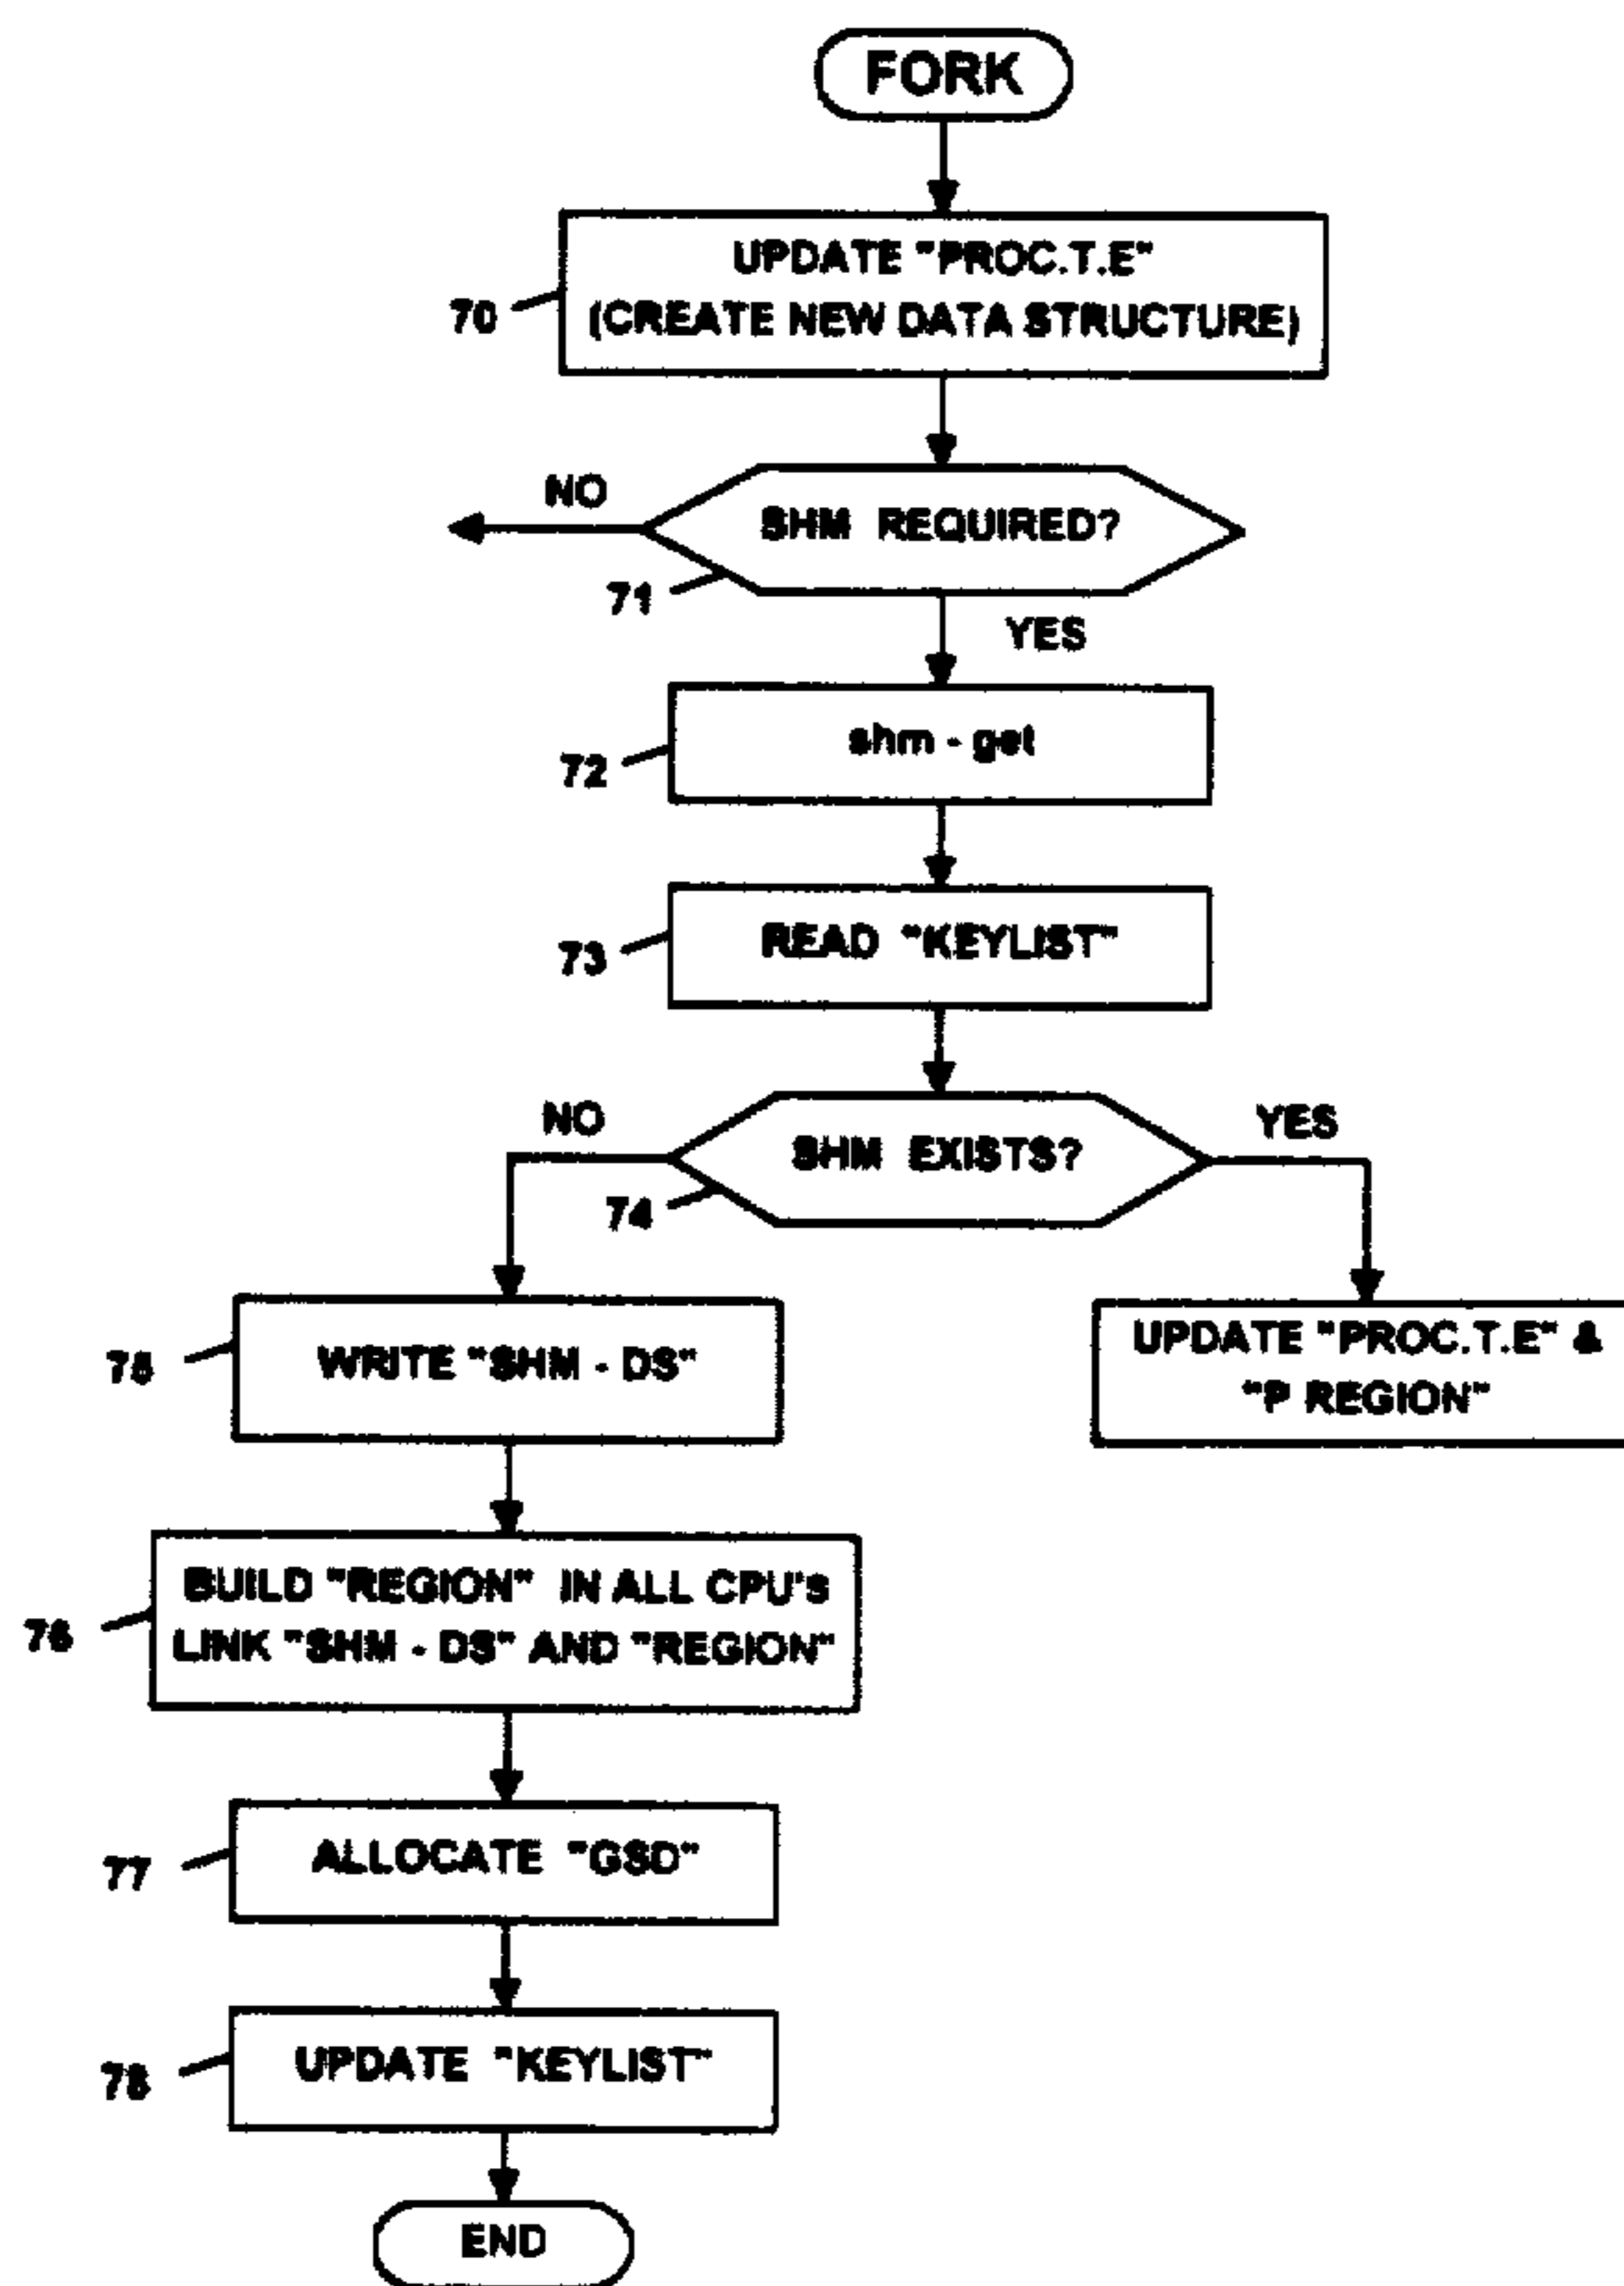 FORK
UPDATE "PROC.T.E"
(CREATE NEW DATA STRUCTURE)
70
NO
SHM REQUIRED?
71
YES
shm - get
72
READ "KEYLIST"
73
NO
SHM EXISTS?
YES
74
WRITE "SHM - DS"
75
UPDATE "PROC.T.E" &
"P REGION"
BUILD "REGION" IN ALL CPU's
LINK "SHM - DS" AND "REGION"
76
ALLOCATE "GSD"
77
UPDATE "KEYLIST"
78
END